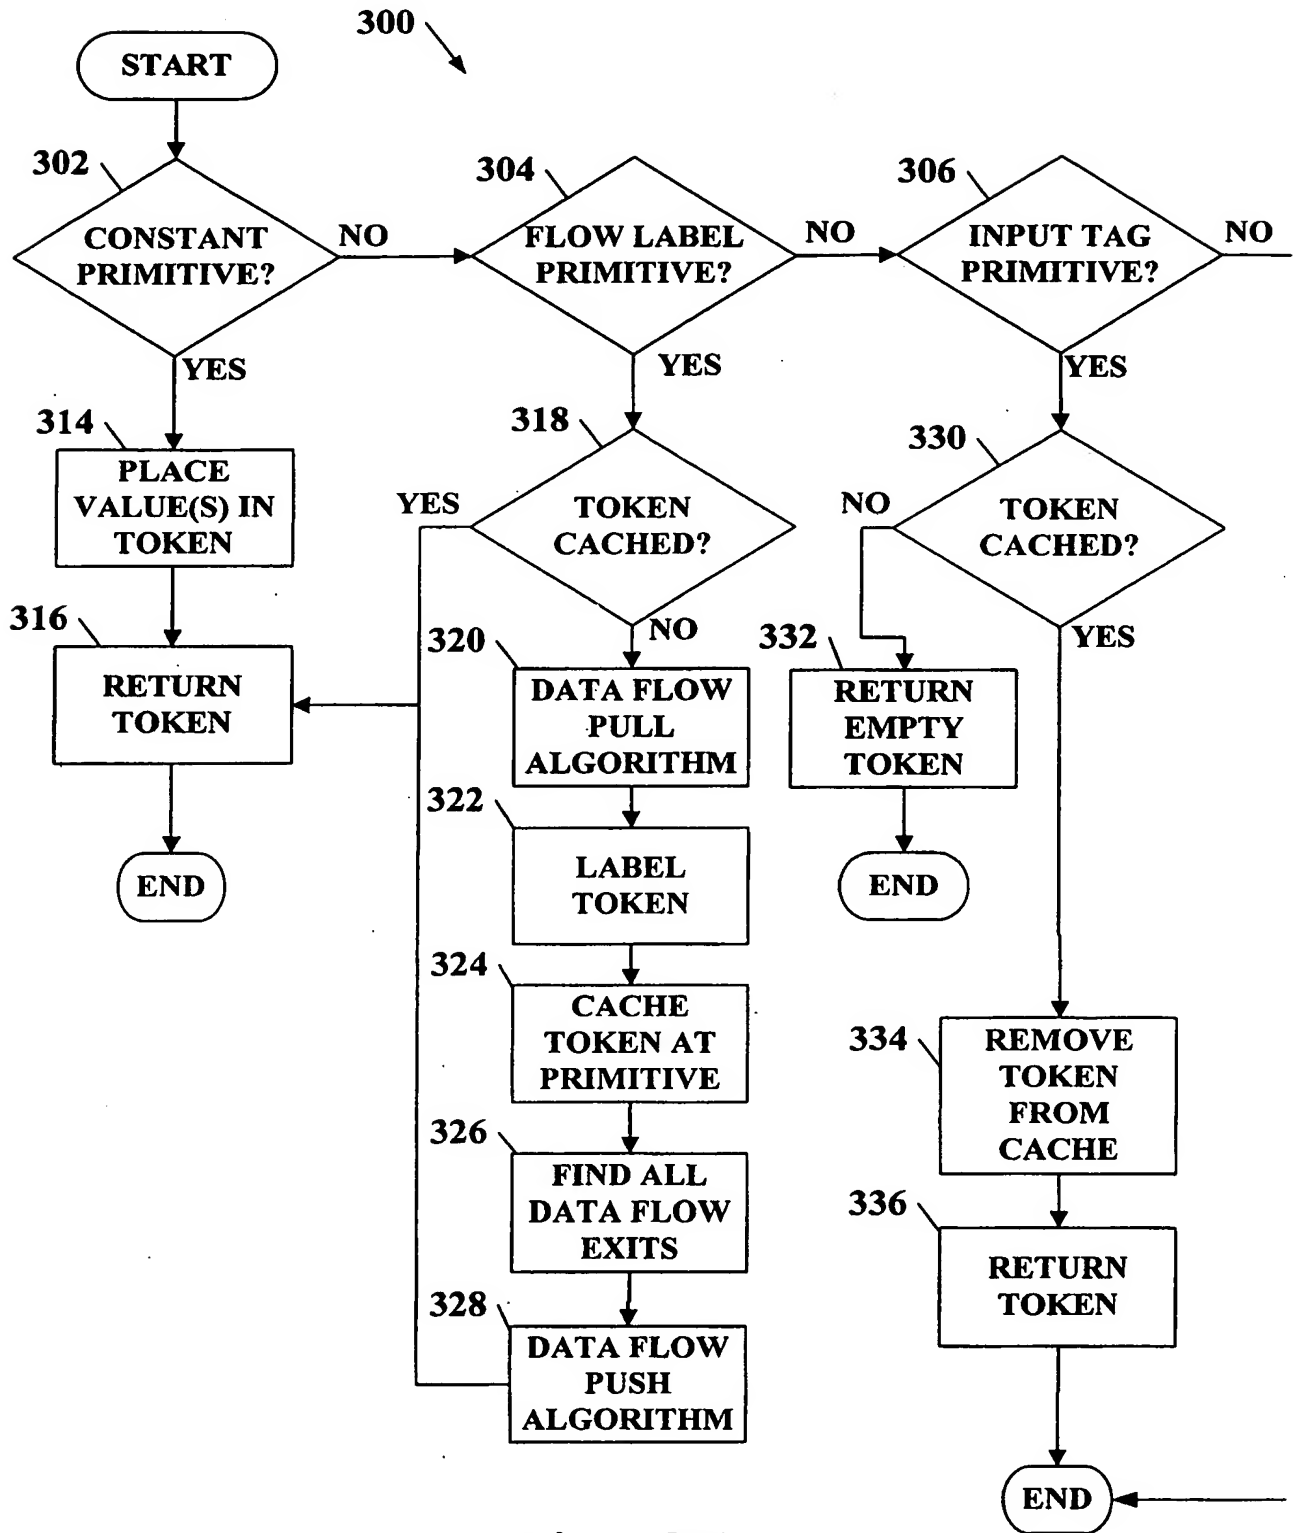 300
START
302
CONSTANT
PRIMITIVE?
NO
304
FLOW LABEL
PRIMITIVE?
NO
306
INPUT TAG
PRIMITIVE?
NO
YES
YES
YES
314
PLACE
VALUE(S) IN
TOKEN
318
TOKEN
CACHED?
YES
NO
330
TOKEN
CACHED?
NO
YES
316
RETURN
TOKEN
END
320
DATA FLOW
PULL
ALGORITHM
332
RETURN
EMPTY
TOKEN
END
322
LABEL
TOKEN
324
CACHE
TOKEN AT
PRIMITIVE
326
FIND ALL
DATA FLOW
EXITS
328
DATA FLOW
PUSH
ALGORITHM
334
REMOVE
TOKEN
FROM
CACHE
336
RETURN
TOKEN
END